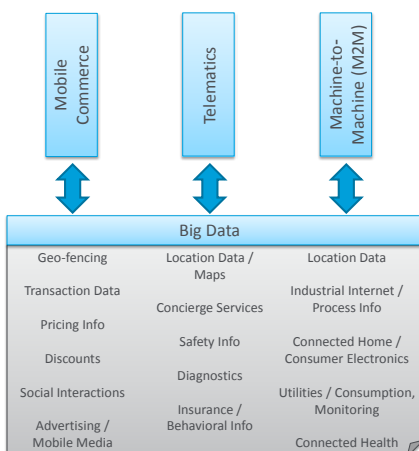 Mobile
Commerce
Telematics
Machine-to-
Machine (M2M)
Big Data
Geo-fencing
Transaction Data
Pricing Info
Discounts
Social Interactions
Advertising /
Mobile Media
Location Data /
Maps
Concierge Services
Safety Info
Diagnostics
Insurance /
Behavioral Info
Location Data
Industrial Internet /
Process Info
Connected Home /
Consumer Electronics
Utilities / Consumption,
Monitoring
Connected Health